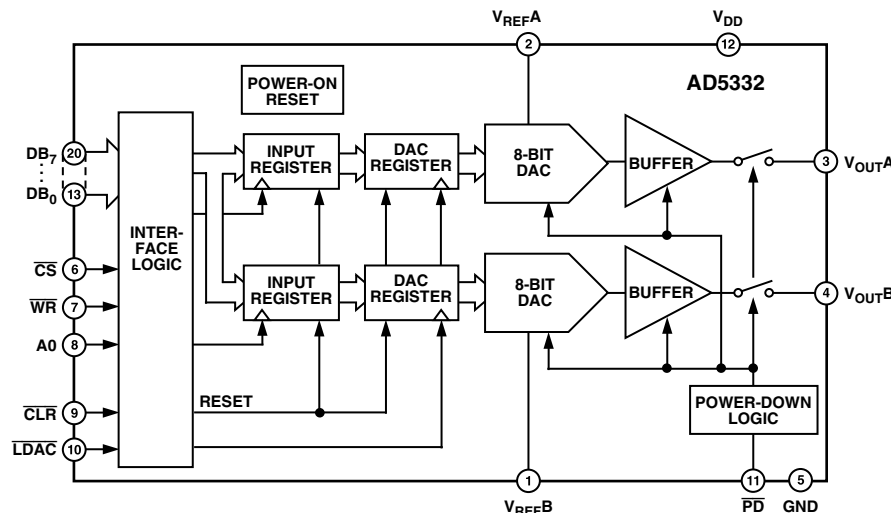 VREFA
VDD
2
12
POWER-ON
RESET
AD5332
20
DB7
INPUT
REGISTER
DAC
REGISTER
8-BIT
DAC
BUFFER
3
VOUTA
DB0
13
INTER-
FACE
LOGIC
CS
6
INPUT
REGISTER
DAC
REGISTER
8-BIT
DAC
BUFFER
4
VOUTB
WR
7
A0
8
CLR
9
RESET
POWER-DOWN
LOGIC
LDAC
10
1
11
5
VREFB
PD
GND